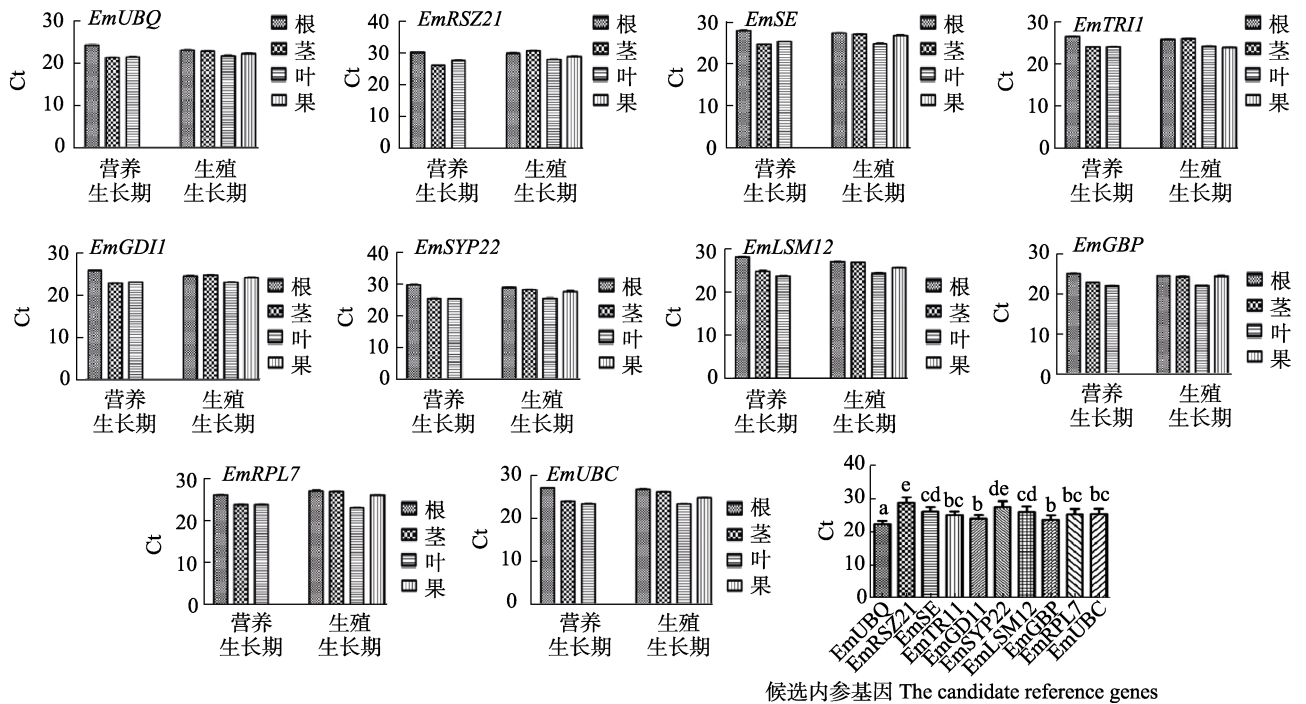 EmUBQ
30
20
10
0
Ct
根
茎
叶
果
营养
生长期
生殖
生长期
EmRSZ21
40
30
20
10
0
Ct
根
茎
叶
果
营养
生长期
生殖
生长期
EmSE
30
20
10
0
Ct
根
茎
叶
果
营养
生长期
生殖
生长期
EmTRI1
30
20
10
0
Ct
根
茎
叶
果
营养
生长期
生殖
生长期
EmGDI1
30
20
10
0
Ct
根
茎
叶
果
营养
生长期
生殖
生长期
EmSYP22
40
30
20
10
0
Ct
根
茎
叶
果
营养
生长期
生殖
生长期
EmLSM12
30
20
10
0
Ct
根
茎
叶
果
营养
生长期
生殖
生长期
EmGBP
30
20
10
0
Ct
根
茎
叶
果
营养
生长期
生殖
生长期
EmRPL7
30
20
10
0
Ct
根
茎
叶
果
营养
生长期
生殖
生长期
EmUBC
30
20
10
0
Ct
根
茎
叶
果
营养
生长期
生殖
生长期
40
30
20
10
0
Ct
a e cd bc b de cd b bc bc
EmUBQ
EmRSZ21
EmSE
EmTR11
EmGD11
EmSYP22
EmLSM12
EmGBP
EmRPL7
EmUBC
候选内参基因 The candidate reference genes